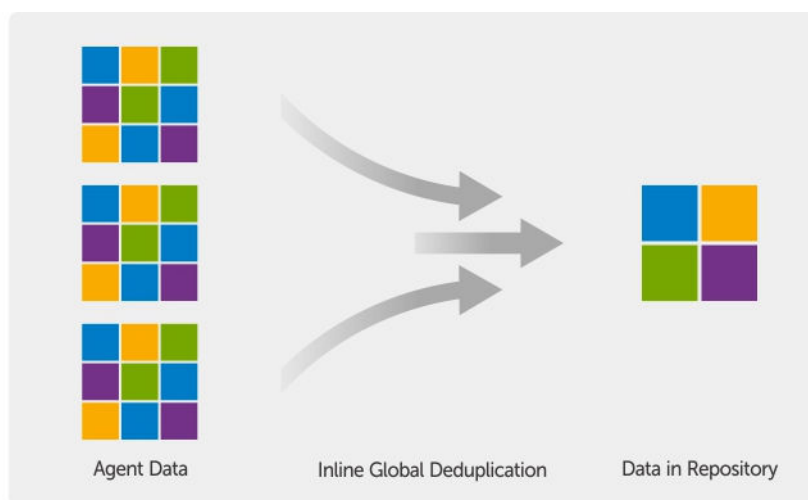 Agent Data
Inline Global Deduplication
Data in Repository